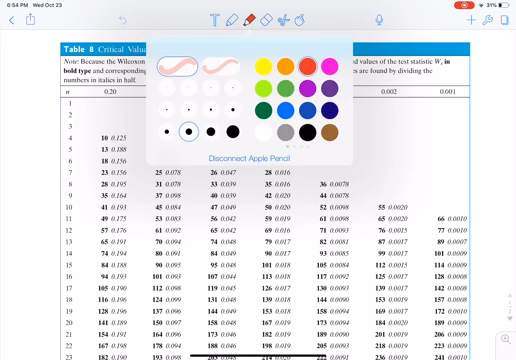 6:54 PM Wed Oct 23
31%
Table 8 Critical Valu
Note: Because the Wilcoxon
d values of the test statistic Ws in
bold type and corresponding
es are found by dividing the
numbers in italics in half.
n 0.20 0.002 0.001
1
2
3
4 10 0.125
5 13 0.188
6 18 0.156
Disconnect Apple Pencil
7 23 0.156 25 0.078 26 0.047 28 0.016
8 28 0.195 31 0.078 33 0.039 35 0.016 36 0.0078
9 35 0.164 98 0.098 40 0.039 42 0.020 44 0.0078
10 41 0.193 45 0.084 47 0.049 50 0.020 52 0.0098 55 0.0020
11 49 0.175 53 0.083 56 0.042 59 0.019 61 0.0098 65 0.0020 66 0.0010
12 57 0.176 61 0.092 65 0.042 69 0.016 71 0.0093 76 0.0015 77 0.0010
13 65 0.191 70 0.094 74 0.048 79 0.017 82 0.0081 87 0.0012 89 0.0007
14 74 0.194 80 0.091 84 0.049 90 0.017 93 0.0085 99 0.0020 101 0.0009
15 84 0.188 90 0.095 95 0.048 101 0.018 105 0.0084 112 0.0017 114 0.0009
16 94 0.193 101 0.093 107 0.044 113 0.018 117 0.0092 125 0.0017 128 0.0008
17 105 0.190 112 0.098 119 0.045 126 0.017 130 0.0093 139 0.0017 142 0.0008
18 116 0.196 124 0.099 131 0.048 139 0.018 144 0.0090 153 0.0019 157 0.0008
19 128 0.196 136 0.096 144 0.049 153 0.018 158 0.0094 169 0.0017 172 0.0010
20 141 0.189 150 0.097 158 0.048 167 0.019 173 0.0094 184 0.0020 189 0.0008
21 154 0.191 164 0.096 173 0.046 182 0.019 189 0.0090 201 0.0019 206 0.0008
22 167 0.198 178 0.098 188 0.046 198 0.019 205 0.0093 218 0.0019 223 0.0009
23 182 0.193
236 0.0019 241 0.0009